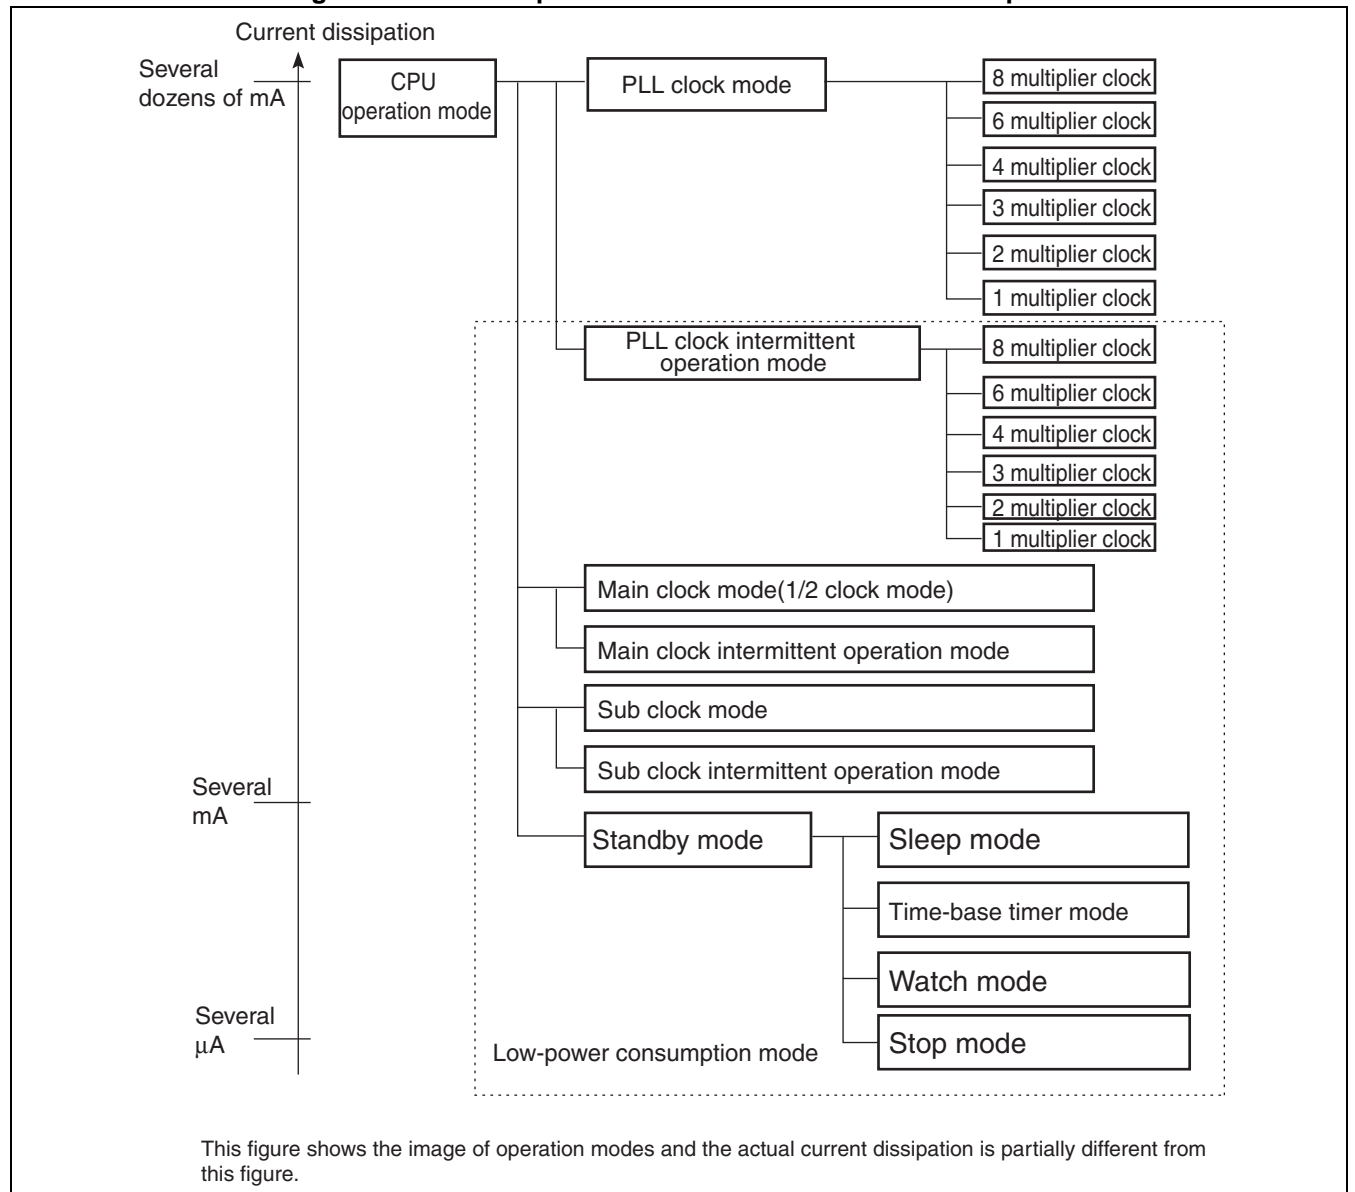 Current dissipation
Several
dozens of mA
CPU
operation mode
PLL clock mode
8 multiplier clock
6 multiplier clock
4 multiplier clock
3 multiplier clock
2 multiplier clock
1 multiplier clock
PLL clock intermittent
operation mode
8 multiplier clock
6 multiplier clock
4 multiplier clock
3 multiplier clock
2 multiplier clock
1 multiplier clock
Main clock mode(1/2 clock mode)
Main clock intermittent operation mode
Sub clock mode
Sub clock intermittent operation mode
Several
mA
Standby mode
Sleep mode
Time-base timer mode
Watch mode
Stop mode
Several
μA
Low-power consumption mode
This figure shows the image of operation modes and the actual current dissipation is partially different from
this figure.